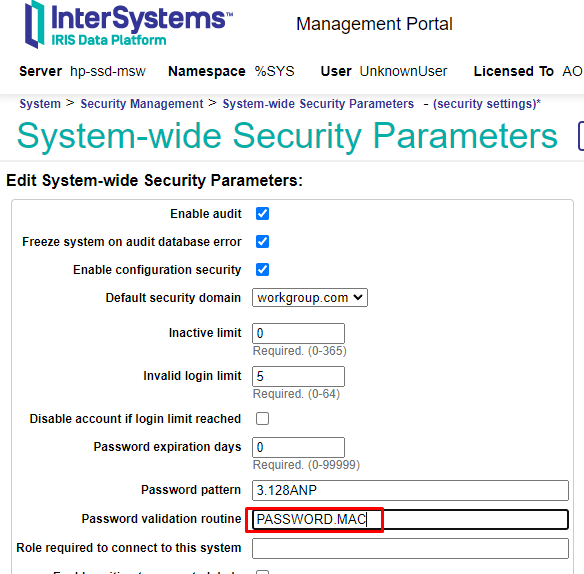 InterSystems™
IRIS Data Platform
Management Portal
Server hp-ssd-msw Namespace %SYS User UnknownUser Licensed To AO
System > Security Management > System-wide Security Parameters - (security settings)*
System-wide Security Parameters
Edit System-wide Security Parameters:
Enable audit
Freeze system on audit database error
Enable configuration security
Default security domain workgroup.com
Inactive limit 0
Required. (0-365)
Invalid login limit 5
Required. (0-64)
Disable account if login limit reached
Password expiration days 0
Required. (0-99999)
Password pattern 3.128ANP
Password validation routine PASSWORD.MAC
Role required to connect to this system